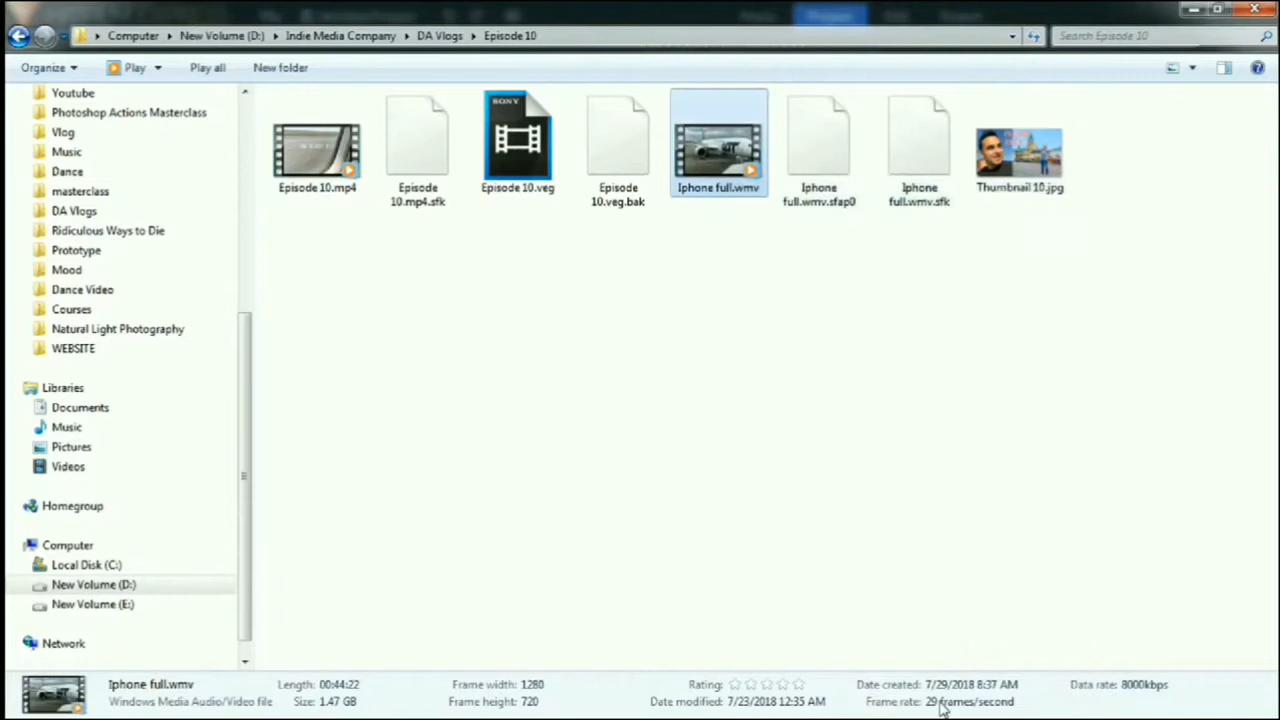 Computer New Volume (D:) Indie Media Company DA Vlogs Episode 10 Search Episode 10
Organize Play Play all New folder
Youtube
Photoshop Actions Masterclass
Vlog
Music
Dance
masterclass
DA Vlogs
Ridiculous Ways to Die
Prototype
Mood
Dance Video
Courses
Natural Light Photography
WEBSITE
Libraries
Documents
Music
Pictures
Videos
Homegroup
Computer
Local Disk (C:)
New Volume (D:)
New Volume (E:)
Network
Episode 10.mp4
Episode
10.mp4.sfk
SONY
Episode 10.veg
Episode
10.veg.bak
Iphone full.wmv
Iphone
full.wmv.sfap0
Iphone
full.wmv.sfk
Thumbnail 10.jpg
Iphone full.wmv Length: 00:44:22 Frame width: 1280 Rating: Date created: 7/29/2018 8:37 AM Data rate: 8000kbps
Windows Media Audio/Video file Size: 1.47 GB Frame height: 720 Date modified: 7/23/2018 12:35 AM Frame rate: 29 frames/second